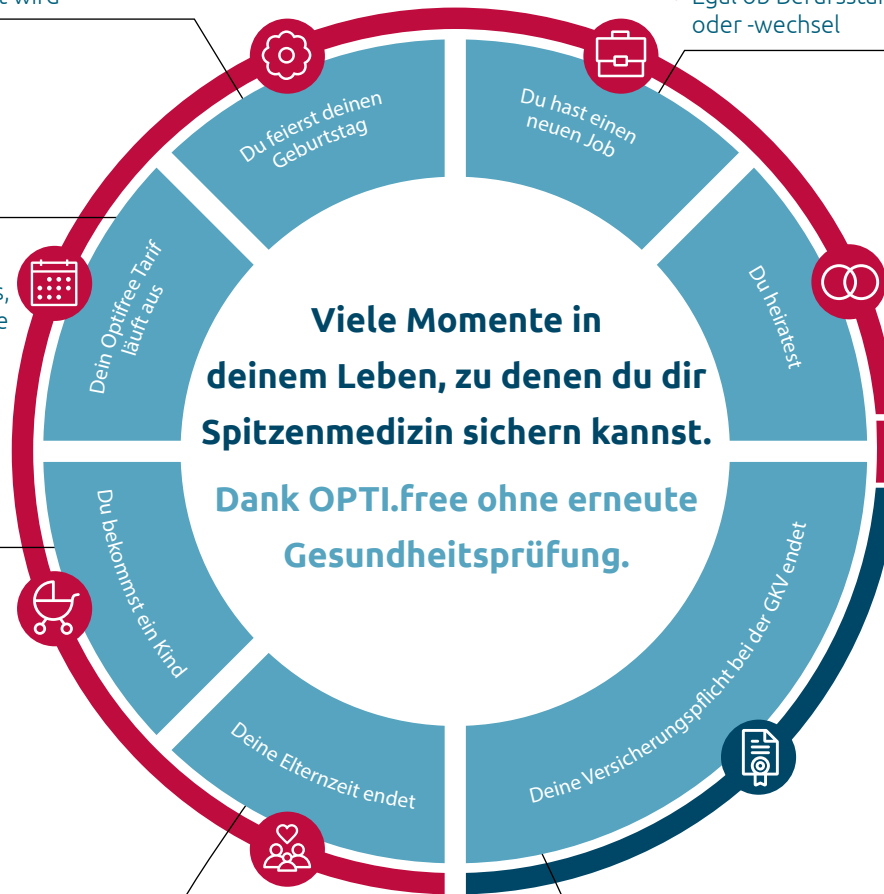 wird
oder -wechsel
Du feierst deinen
Geburtstag
Du hast einen
neuen Job
Du heiratest
Dein Optifree Tarif
läuft aus
Viele Momente in
deinem Leben, zu denen du dir
Spitzenmedizin sichern kannst.
Dank OPTI.free ohne erneute
Gesundheitsprüfung.
Du bekommst ein Kind
Deine Elternzeit endet
Deine Versicherungspflicht bei der GKV endet